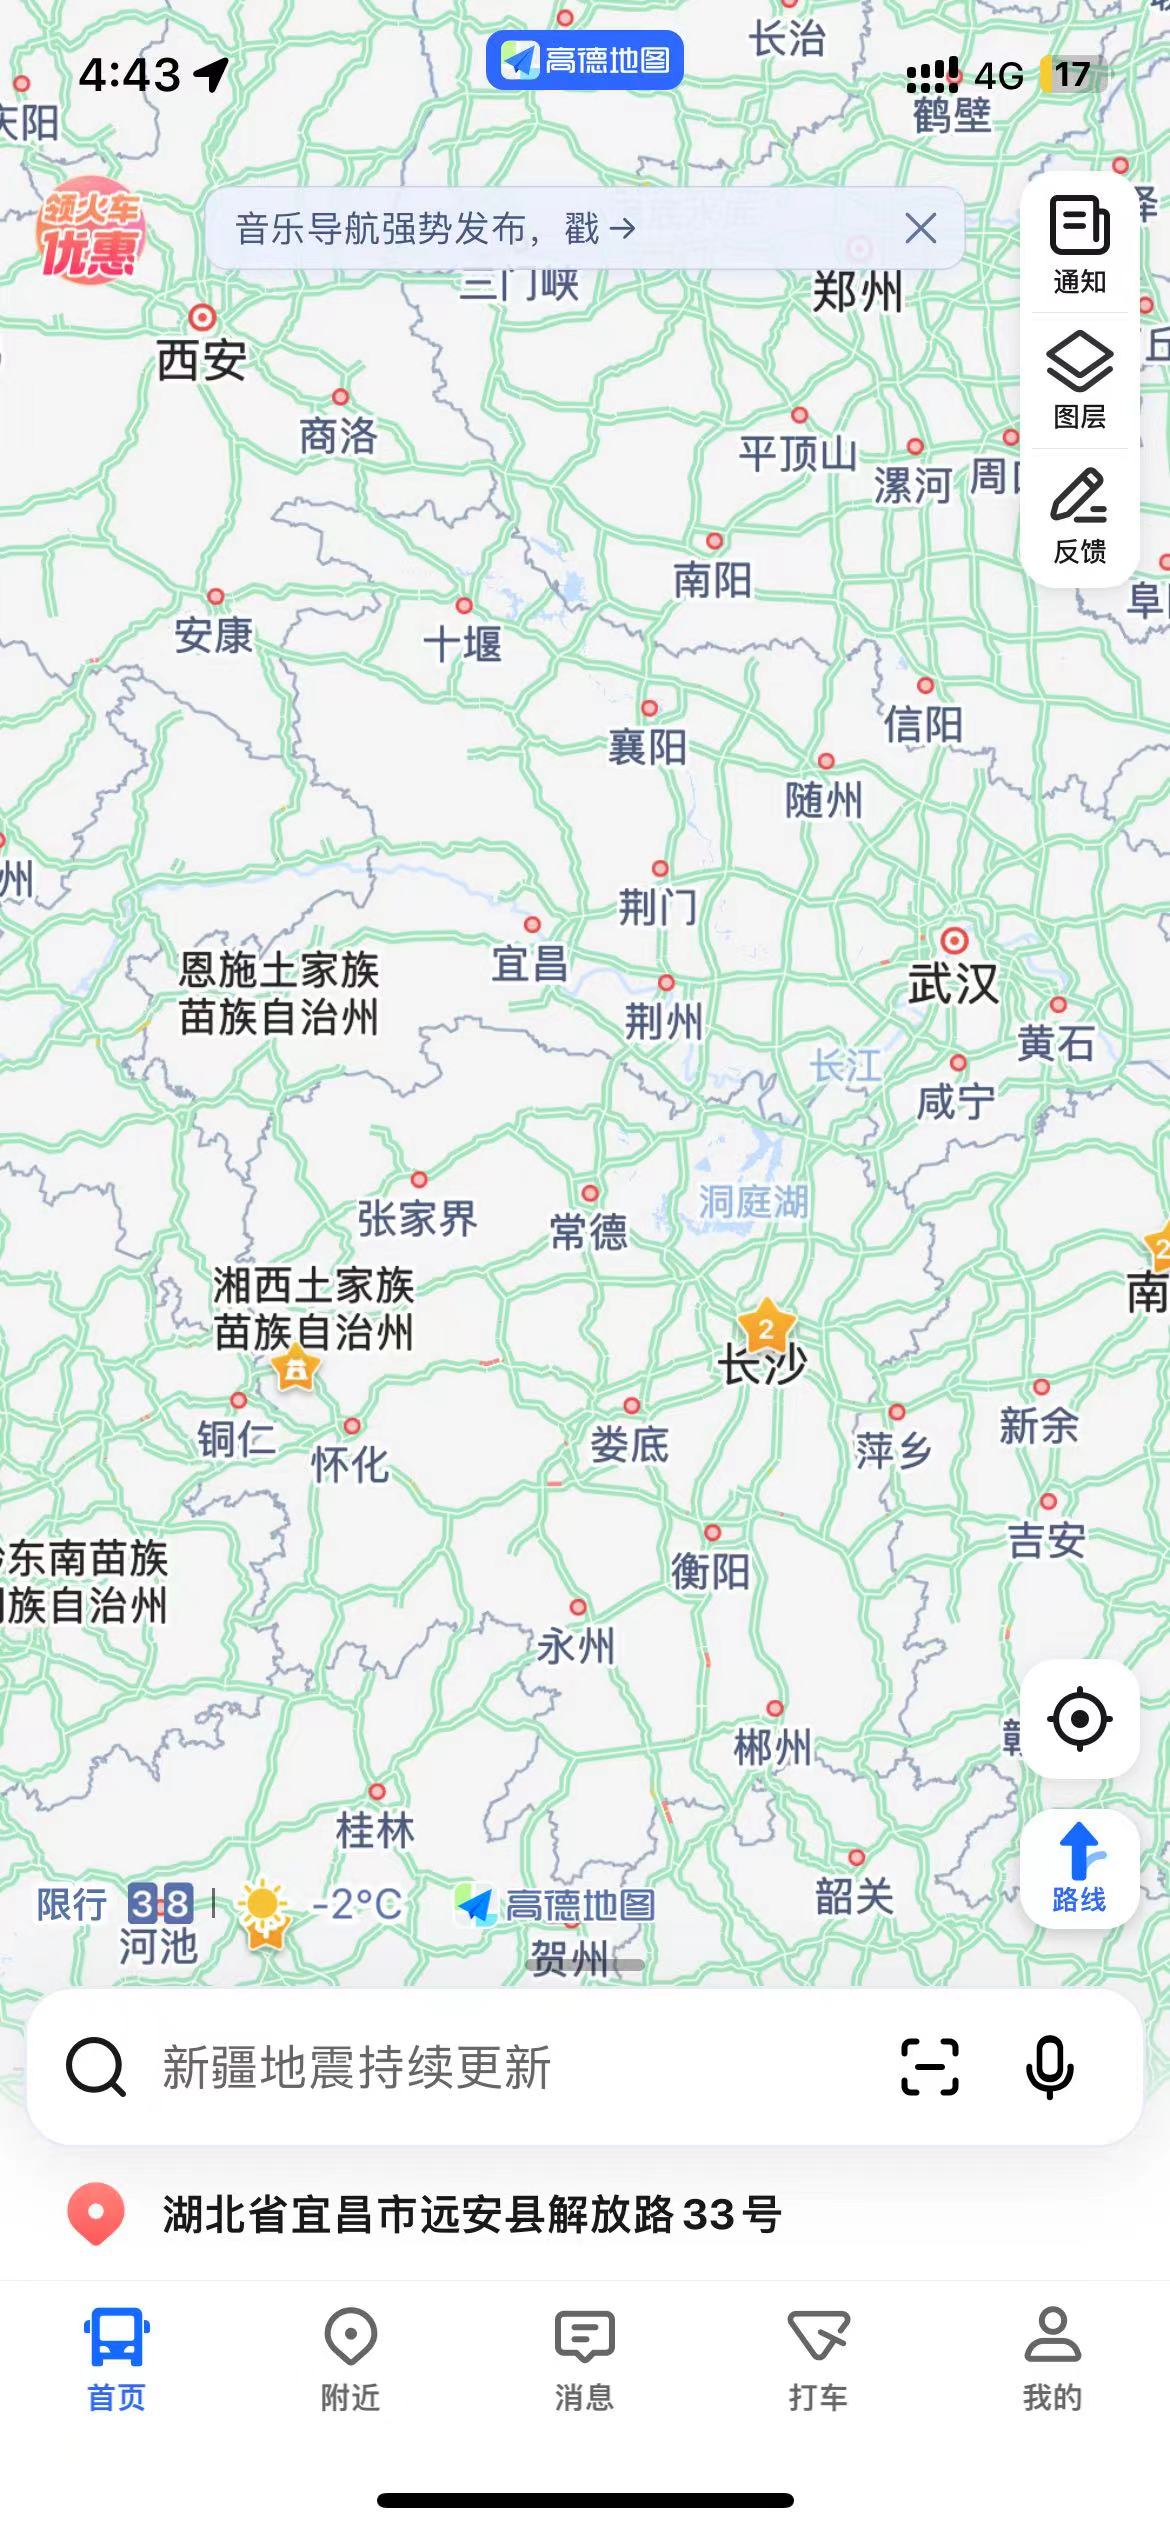 长治
4:43
高德地图
4G
17
鹤壁
庆阳
领火车
优惠
音乐导航强势发布，戳→
通知
三门峡
郑州
西安
图层
商洛
平顶山
漯河
反馈
南阳
安康
十堰
信阳
襄阳
随州
州
荆门
宜昌
恩施土家族
苗族自治州
武汉
荆州
黄石
长江
咸宁
张家界
常德
洞庭湖
2
南
湘西土家族
苗族自治州
2
长沙
铜仁
怀化
娄底
萍乡
新余
衡阳
吉安
东南苗族
族自治州
永州
郴州
桂林
韶关
路线
限行 38
-2°C
高德地图
河池
贺州
新疆地震持续更新
湖北省宜昌市远安县解放路33号
首页
附近
消息
打车
我的